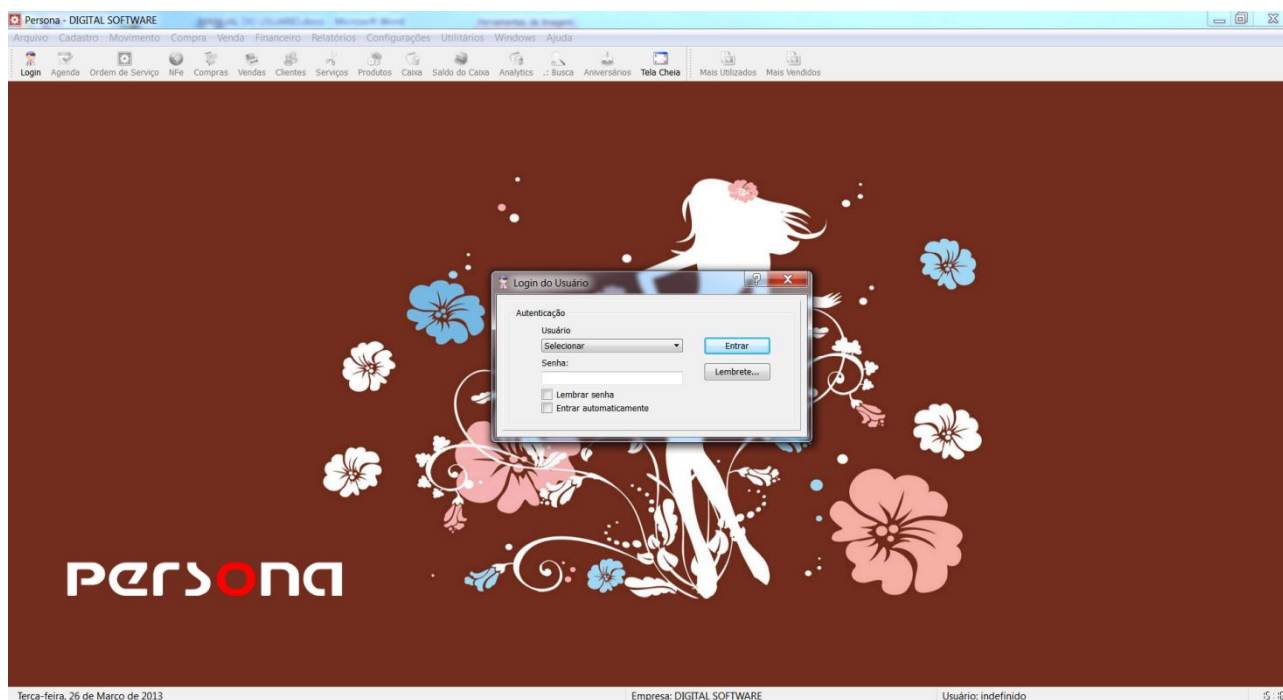 Persona - DIGITAL SOFTWARE
Arquivo Cadastro Movimento Compra Venda Financeiro Relatórios Configurações Utilitários Windows Ajuda
Login Agenda Ordem de Serviço NFe Compras Vendas Clientes Serviços Produtos Caixa Saldo do Caixa Analytics .: Busca Aniversários Tela Cheia Mais Utilizados Mais Vendidos
Login do Usuário
Autenticação
Usuário
Selecionar
Entrar
Senha:
Lembrete...
Lembrar senha
Entrar automaticamente
persona
Terça-feira, 26 de Março de 2013 Empresa: DIGITAL SOFTWARE Usuário: indefinido